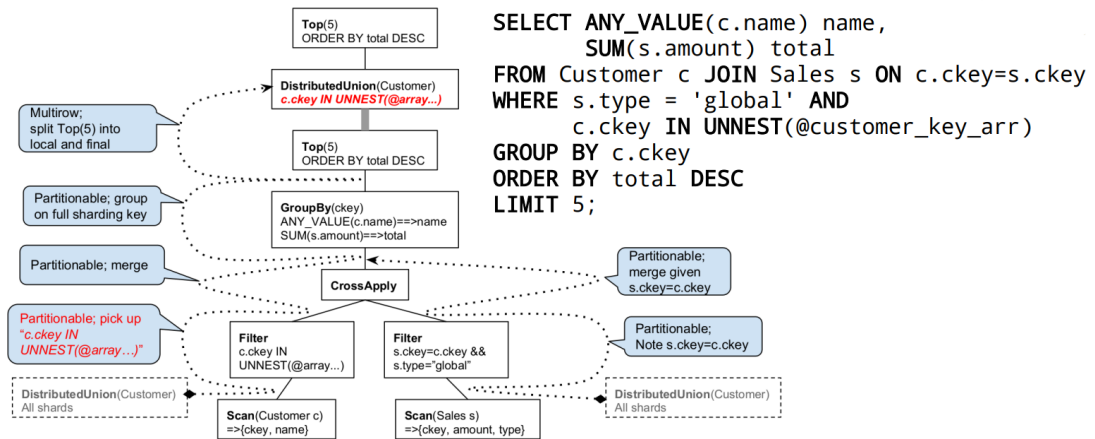 Top(5)
ORDER BY total DESC
DistributedUnion(Customer)
c.ckey IN UNNEST(@array...)
Multirow;
split Top(5) into
local and final
Top(5)
ORDER BY total DESC
Partitionable; group
on full sharding key
GroupBy(ckey)
ANY_VALUE(c.name)==>name
SUM(s.amount)==>total
Partitionable; merge
CrossApply
Partitionable;
merge given
s.ckey=c.ckey
Partitionable; pick up
“c.ckey IN
UNNEST(@array…)”
Filter
c.ckey IN
UNNEST(@array...)
Filter
s.ckey=c.ckey &&
s.type=”global”
Partitionable;
Note s.ckey=c.ckey
DistributedUnion(Customer)
All shards
Scan(Customer c)
=>{ckey, name}
Scan(Sales s)
=>{ckey, amount, type}
DistributedUnion(Customer)
All shards
SELECT ANY_VALUE(c.name) name,
SUM(s.amount) total
FROM Customer c JOIN Sales s ON c.ckey=s.ckey
WHERE s.type = 'global' AND
c.ckey IN UNNEST(@customer_key_arr)
GROUP BY c.ckey
ORDER BY total DESC
LIMIT 5;